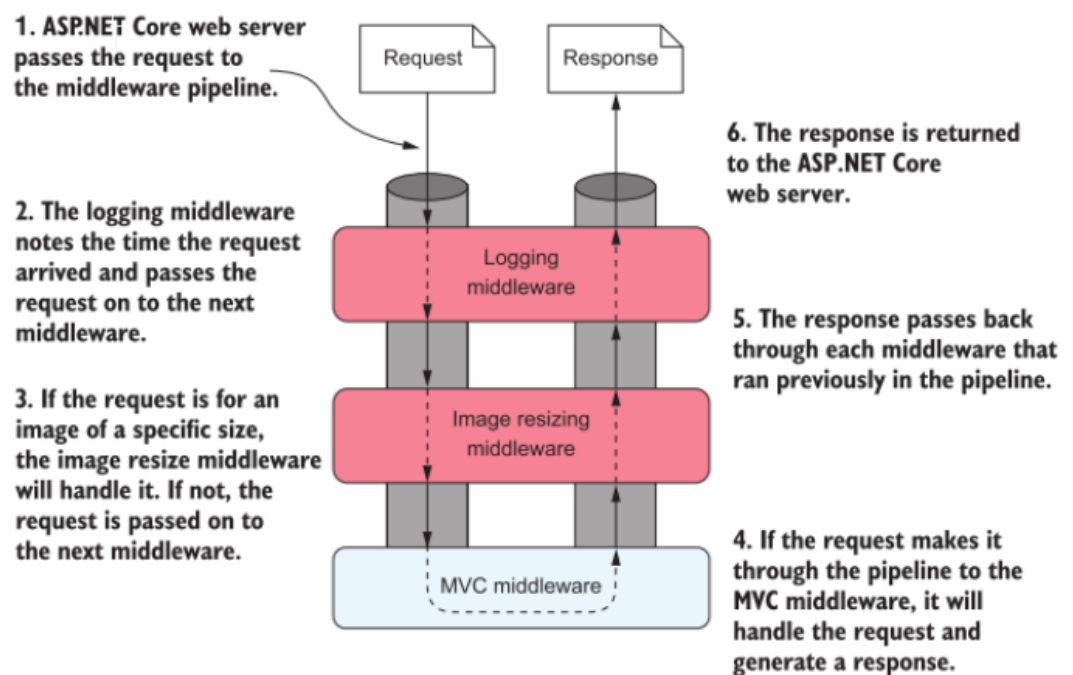 1. ASP.NET Core web server
passes the request to
the middleware pipeline.
Request
Response
6. The response is returned
to the ASP.NET Core
web server.
2. The logging middleware
notes the time the request
arrived and passes the
request on to the next
middleware.
Logging
middleware
5. The response passes back
through each middleware that
ran previously in the pipeline.
3. If the request is for an
image of a specific size,
the image resize middleware
will handle it. If not, the
request is passed on to
the next middleware.
Image resizing
middleware
4. If the request makes it
through the pipeline to the
MVC middleware, it will
handle the request and
generate a response.
MVC middleware